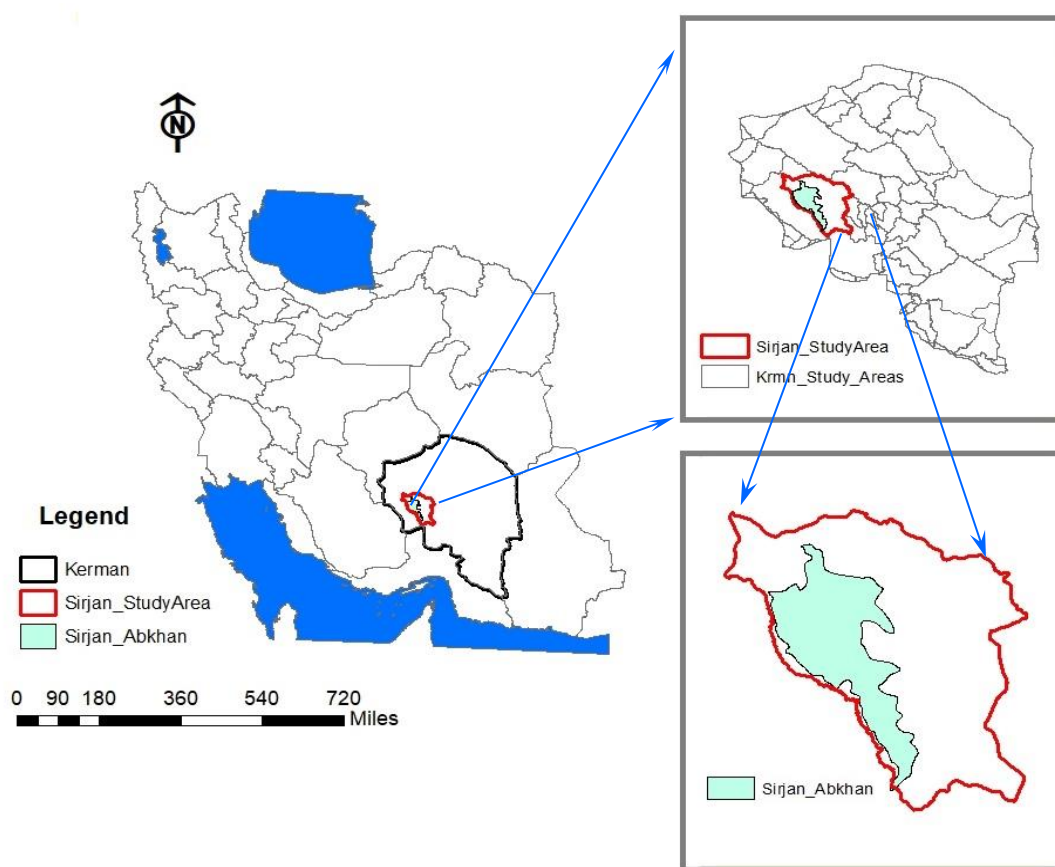 N
Legend
Kerman
Sirjan_StudyArea
Sirjan_Abkhan
0 90 180 360 540 720
Miles
Sirjan_StudyArea
Krmn_Study_Areas
Sirjan_Abkhan